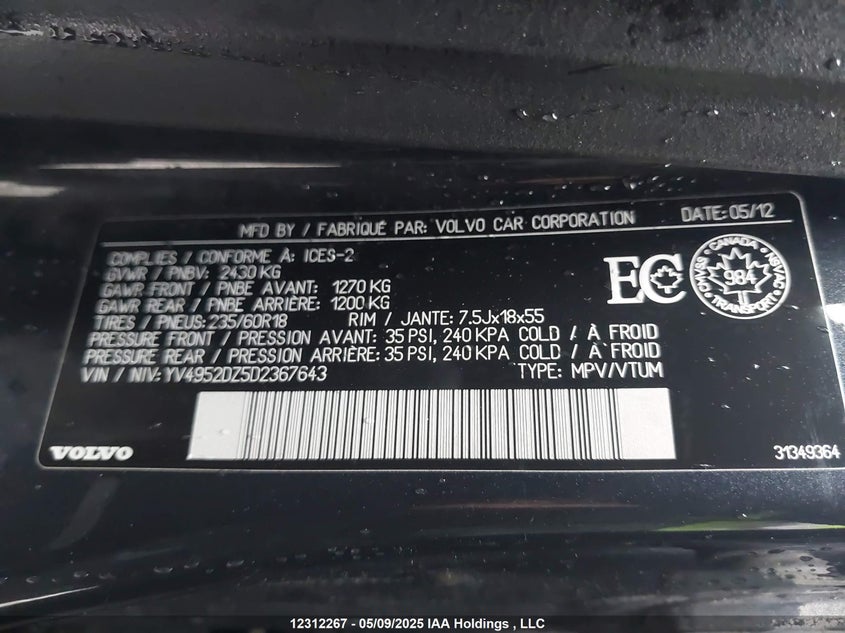 MFD BY / FABRIQUÉ PAR: VOLVO CAR CORPORATION DATE: 05/12
COMPLIES / CONFORME À: ICES-2
GVWR / PNBV: 2430 KG
GAWR FRONT / PNBE AVANT: 1270 KG
GAWR REAR / PNBE ARRIÈRE: 1200 KG
TIRES / PNEUS: 235/60R18 RIM / JANTE: 7.5Jx18x55
PRESSURE FRONT / PRESSION AVANT: 35 PSI, 240 KPA COLD / À FROID
PRESSURE REAR / PRESSION ARRIÈRE: 35 PSI, 240 KPA COLD / À FROID
VIN / NIV: YV4952DZ5D2367643 TYPE: MPV/VTUM
EC
CANADA
CMVSS NSVAC
984
TRANSPORT
VOLVO
31349364
12312267 - 05/09/2025 IAA Holdings , LLC